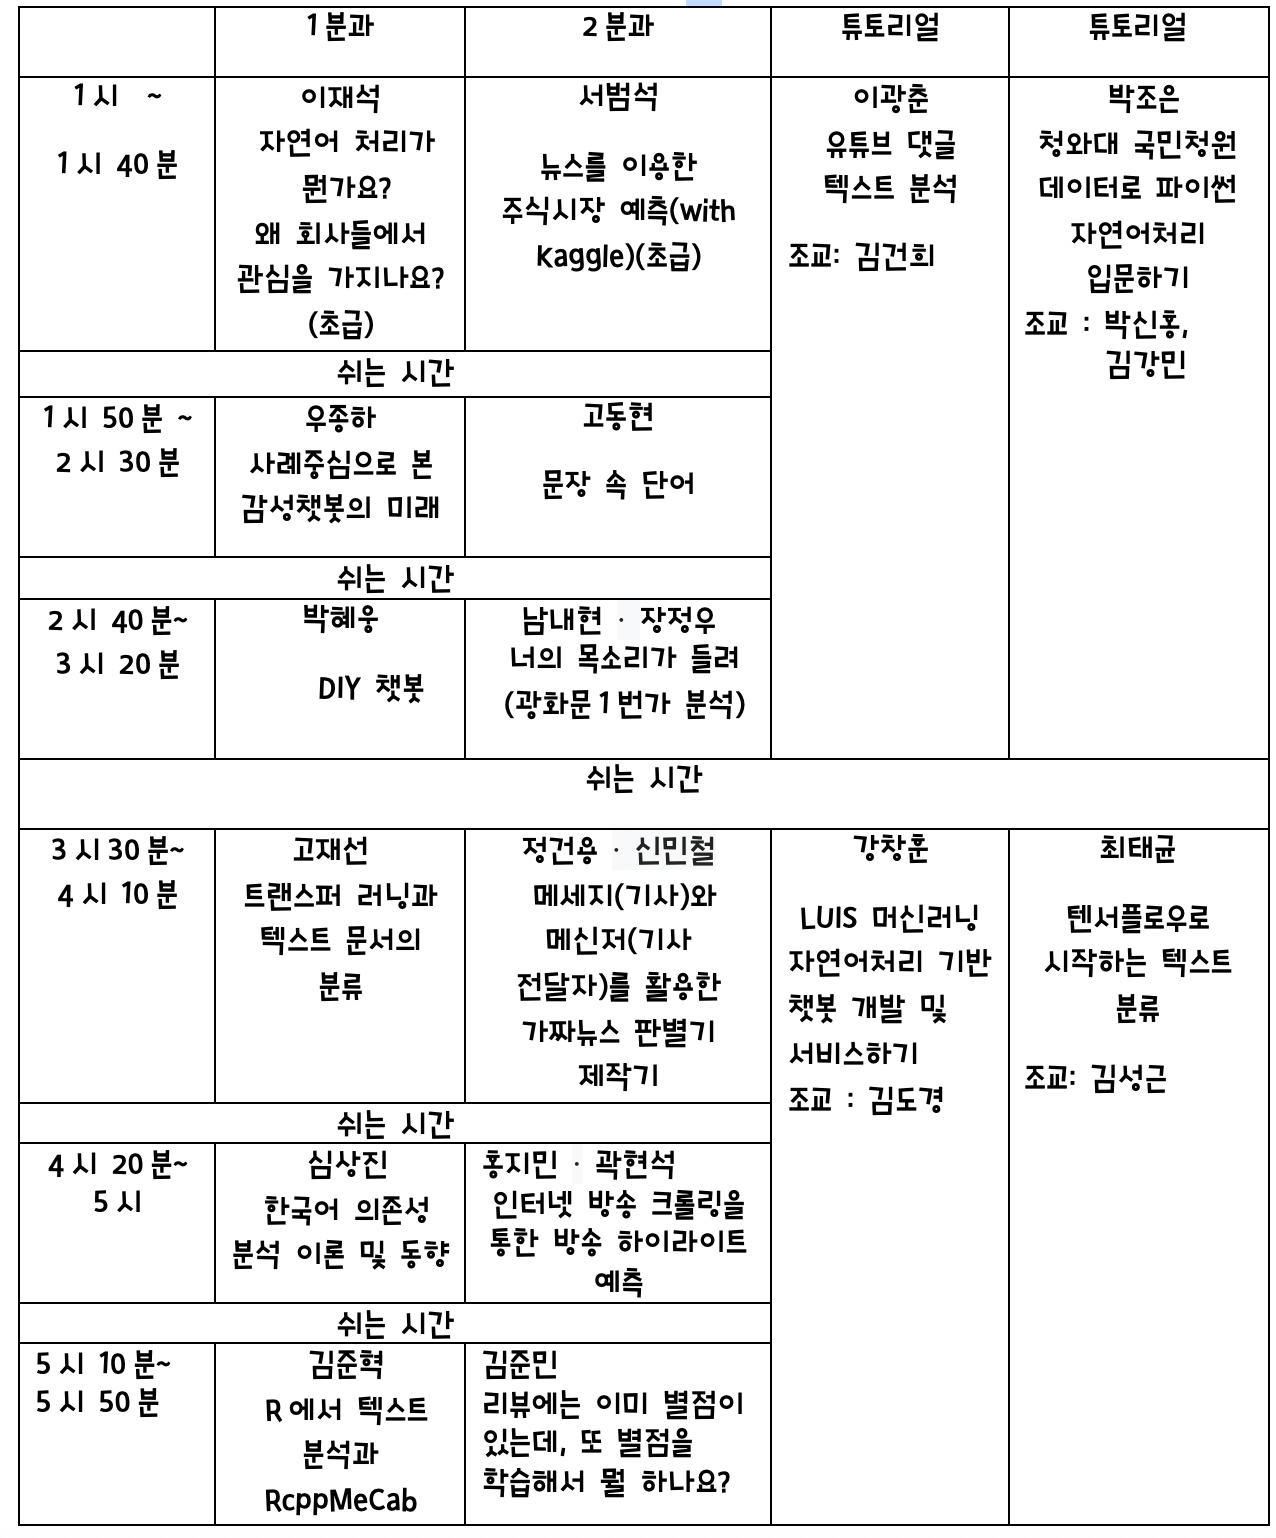 1분과
2분과
튜토리얼
튜토리얼
1시 ~
1시 40분
이재석
자연어 처리가
뭔가요?
왜 회사들에서
관심을 가지나요?
(초급)
서범석
뉴스를 이용한
주식시장 예측(with
Kaggle)(초급)
이광춘
유튜브 댓글
텍스트 분석
조교: 김건희
박조은
청와대 국민청원
데이터로 파이썬
자연어처리
입문하기
조교 : 박신홍,
김강민
쉬는 시간
1시 50분 ~
2시 30분
우종하
사례중심으로 본
감성챗봇의 미래
고동현
문장 속 단어
쉬는 시간
2시 40분~
3시 20분
박혜웅
DIY 챗봇
남내현 · 장정우
너의 목소리가 들려
(광화문1번가 분석)
쉬는 시간
3시30분~
4시 10분
고재선
트랜스퍼 러닝과
텍스트 문서의
분류
정건용 · 신민철
메세지(기사)와
메신저(기사
전달자)를 활용한
가짜뉴스 판별기
제작기
강창훈
LUIS 머신러닝
자연어처리 기반
챗봇 개발 및
서비스하기
조교 : 김도경
최태균
텐서플로우로
시작하는 텍스트
분류
조교: 김성근
쉬는 시간
4시 20분~
5시
심상진
한국어 의존성
분석 이론 및 동향
홍지민 · 곽현석
인터넷 방송 크롤링을
통한 방송 하이라이트
예측
쉬는 시간
5시 10분~
5시 50분
김준혁
R에서 텍스트
분석과
RcppMeCab
김준민
리뷰에는 이미 별점이
있는데, 또 별점을
학습해서 뭘 하나요?